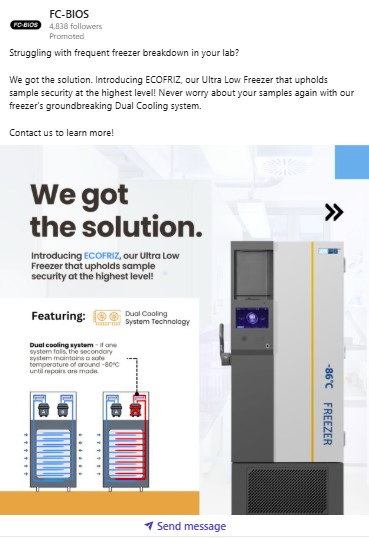 FC-BIOS
FC-BIOS
4,838 followers
Promoted
Struggling with frequent freezer breakdown in your lab?
We got the solution. Introducing ECOFRIZ, our Ultra Low Freezer that upholds
sample security at the highest level! Never worry about your samples again with our
freezer's groundbreaking Dual Cooling system.
Contact us to learn more!
We got
the solution.
Introducing ECOFRIZ, our Ultra Low
Freezer that upholds sample
security at the highest level!
Featuring:
Dual Cooling
System Technology
Dual cooling system - If one
system fails, the secondary
system maintains a safe
temperature of around -80°C
until repairs are made.
-86°C FREEZER
Send message